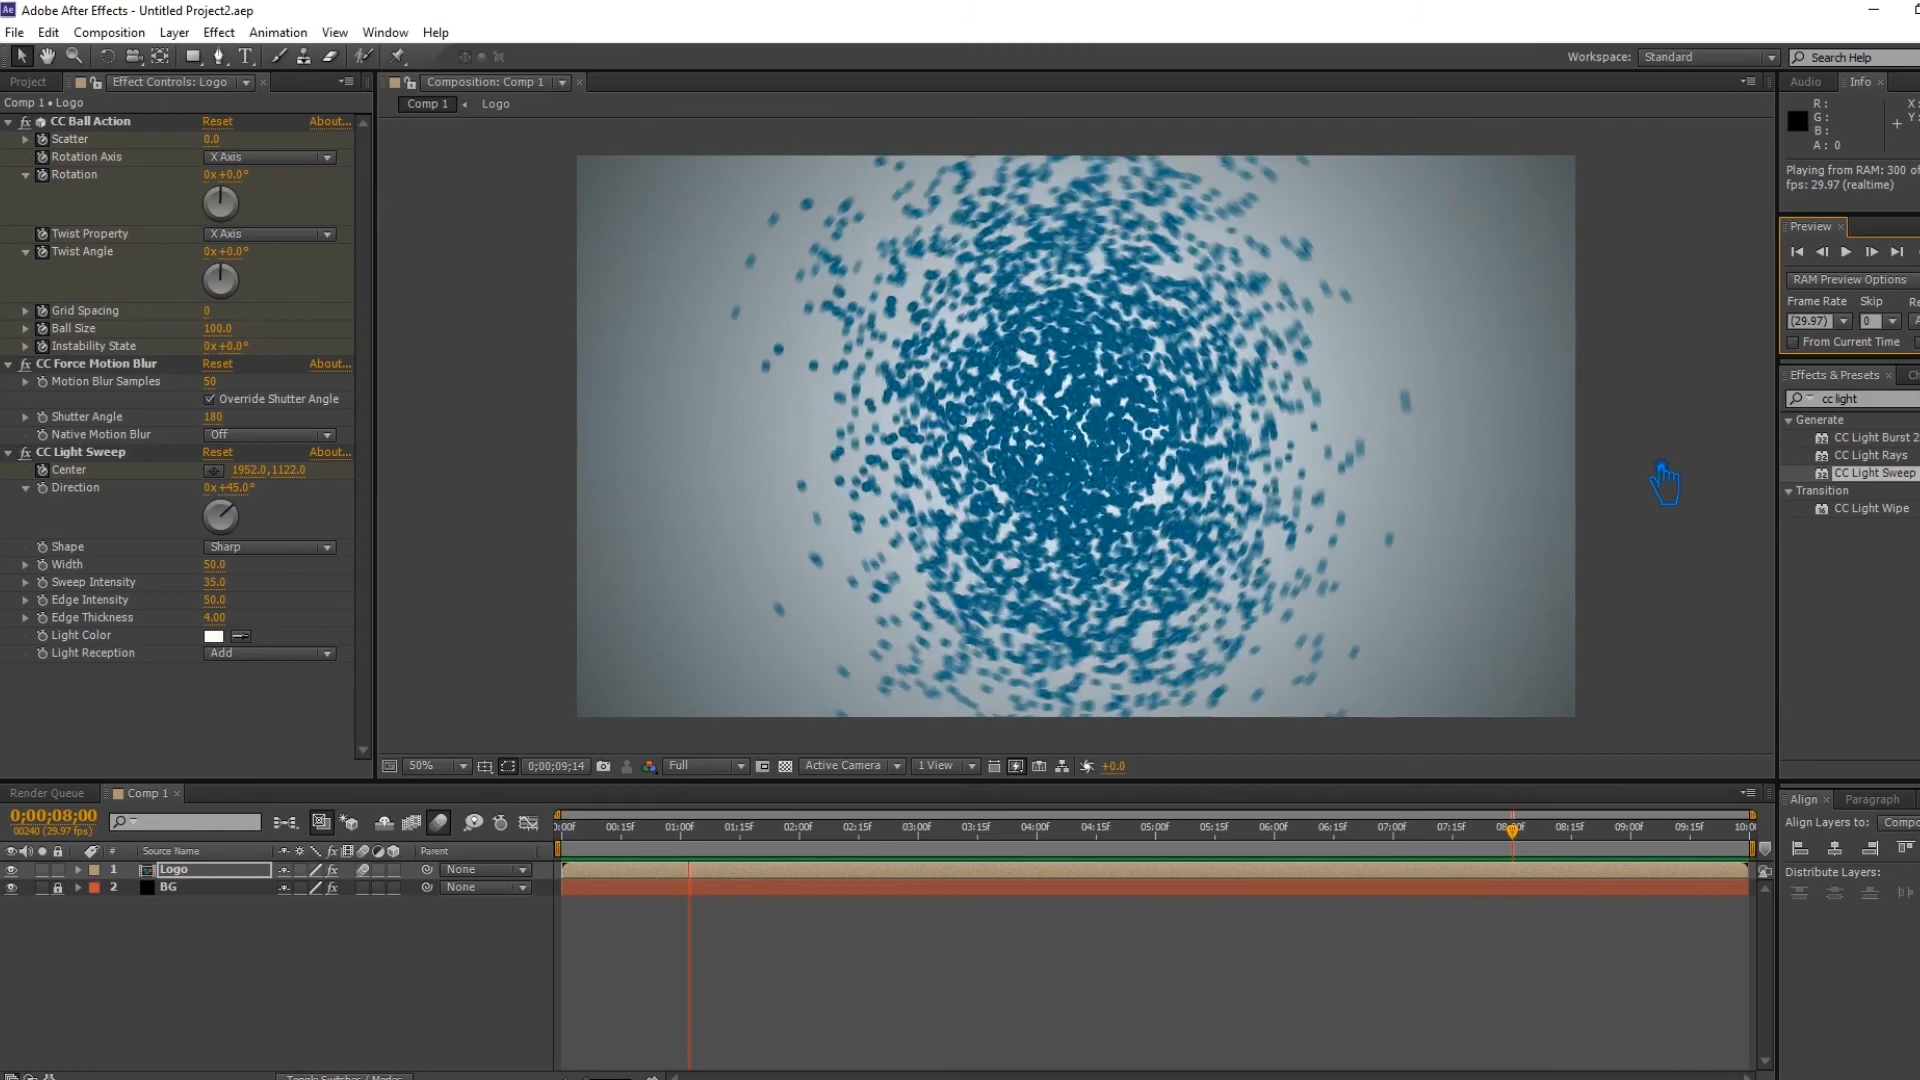 Adobe After Effects - Untitled Project2.aep
File Edit Composition Layer Effect Animation View Window Help
Workspace: Standard Search Help
Project Effect Controls: Logo
Comp 1 • Logo
CC Ball Action Reset About...
Scatter 0.0
Rotation Axis X Axis
Rotation 0x+0.0°
Twist Property X Axis
Twist Angle 0x+0.0°
Grid Spacing 0
Ball Size 100.0
Instability State 0x+0.0°
CC Force Motion Blur Reset About...
Motion Blur Samples 50
Override Shutter Angle
Shutter Angle 180
Native Motion Blur Off
CC Light Sweep Reset About...
Center 1952.0,1122.0
Direction 0x+45.0°
Shape Sharp
Width 50.0
Sweep Intensity 35.0
Edge Intensity 50.0
Edge Thickness 4.00
Light Color
Light Reception Add
Composition: Comp 1
Comp 1 Logo
50% 0;00;09;14 Full Active Camera 1 View +0.0
Audio Info
R: X:
G: Y:
B:
A: 0
Playing from RAM: 300 of
fps: 29.97 (realtime)
Preview
RAM Preview Options
Frame Rate Skip Re
(29.97) 0 A
From Current Time
Effects & Presets Ch
cc light
Generate
CC Light Burst 2
CC Light Rays
CC Light Sweep
Transition
CC Light Wipe
Render Queue Comp 1
0;00;08;00
00240 (29.97 fps)
:00f 00:15f 01:00f 01:15f 02:00f 02:15f 03:00f 03:15f 04:00f 04:15f 05:00f 05:15f 06:00f 06:15f 07:00f 07:15f 08:00f 08:15f 09:00f 09:15f 10:00
# Source Name fx Parent
1 Logo fx None
2 BG fx None
Toggle Switches / Modes
Align Paragraph
Align Layers to: Compo
Distribute Layers: